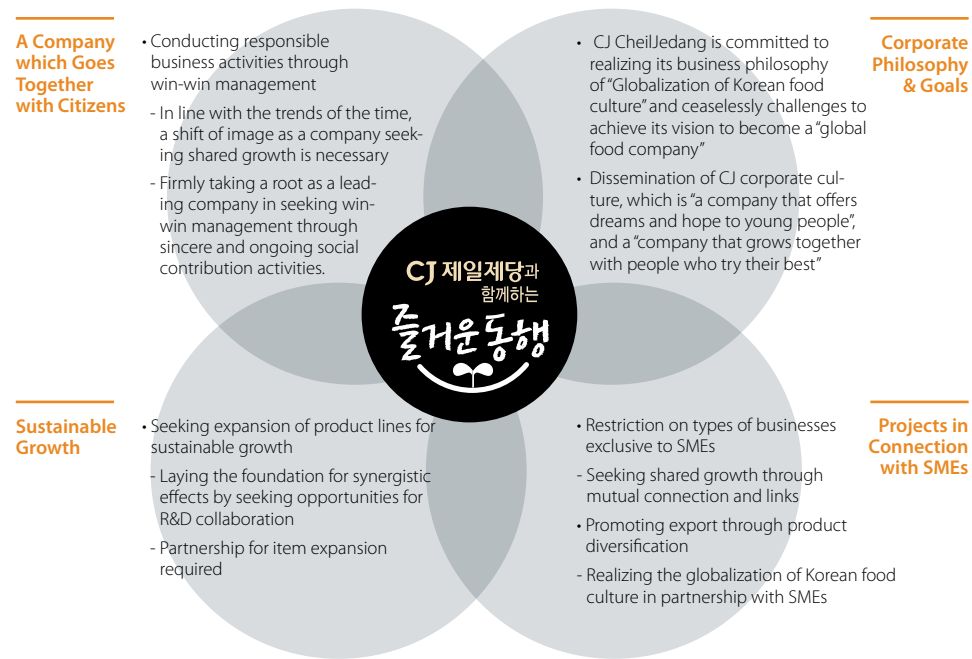 A Company
which Goes
Together
with Citizens
• Conducting responsible
business activities through
win-win management
- In line with the trends of the time,
a shift of image as a company seek-
ing shared growth is necessary
- Firmly taking a root as a lead-
ing company in seeking win-
win management through
sincere and ongoing social
contribution activities.
Corporate
Philosophy
& Goals
• CJ CheilJedang is committed to
realizing its business philosophy
of “Globalization of Korean food
culture” and ceaselessly challenges to
achieve its vision to become a “global
food company”
• Dissemination of CJ corporate cul-
ture, which is “a company that offers
dreams and hope to young people”,
and a “company that grows together
with people who try their best”
CJ 제일제당과
함께하는
즐거운 동행
Sustainable
Growth
• Seeking expansion of product lines for
sustainable growth
- Laying the foundation for synergistic
effects by seeking opportunities for
R&D collaboration
- Partnership for item expansion
required
Projects in
Connection
with SMEs
• Restriction on types of businesses
exclusive to SMEs
- Seeking shared growth through
mutual connection and links
• Promoting export through product
diversification
- Realizing the globalization of Korean food
culture in partnership with SMEs